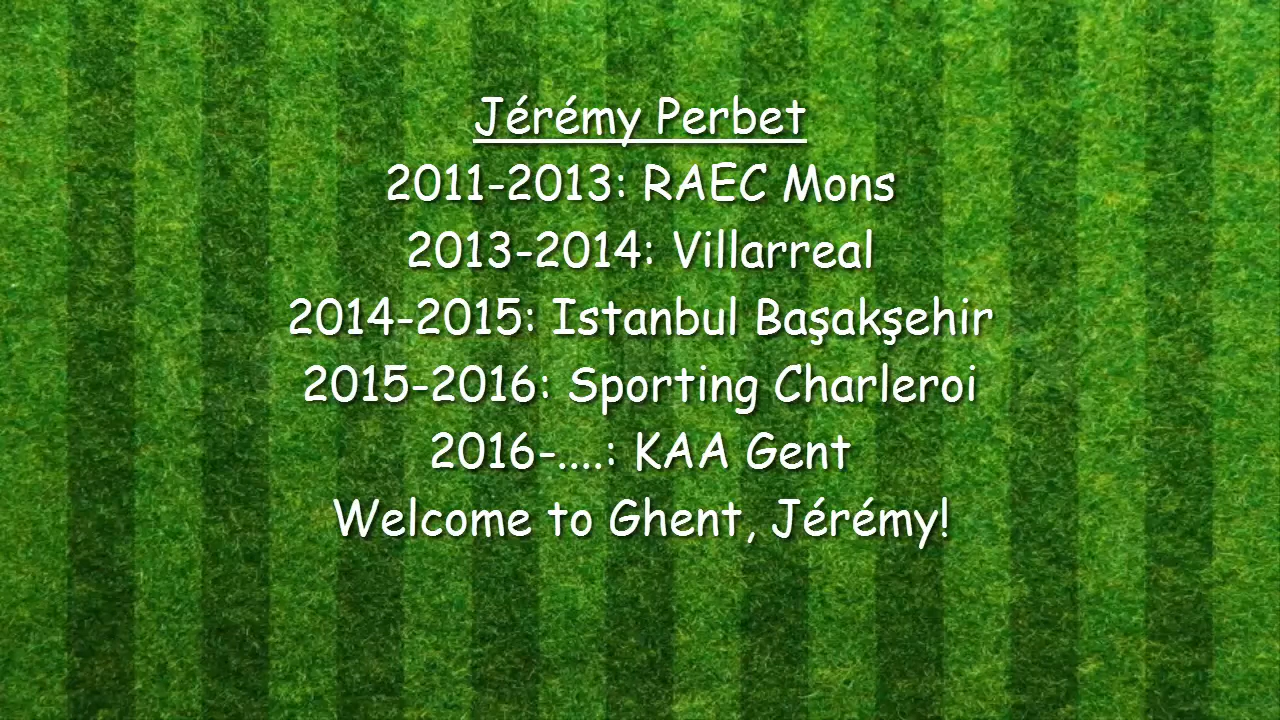 Jérémy Perbet
2011-2013: RAEC Mons
2013-2014: Villarreal
2014-2015: Istanbul Başakşehir
2015-2016: Sporting Charleroi
2016-....: KAA Gent
Welcome to Ghent, Jérémy!